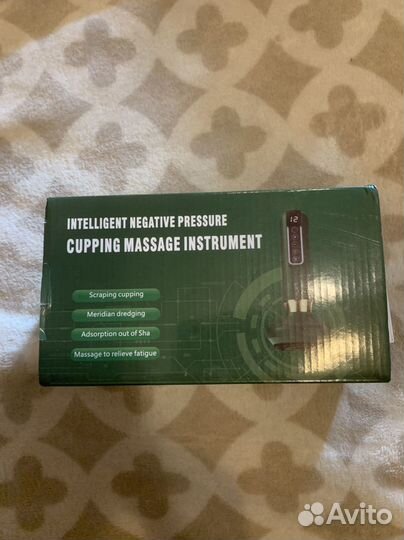 INTELLIGENT NEGATIVE PRESSURE
CUPPING MASSAGE INSTRUMENT
12
Scraping cupping
Meridian dredging
Adsorption out of Sha
Massage to relieve fatigue
Avito